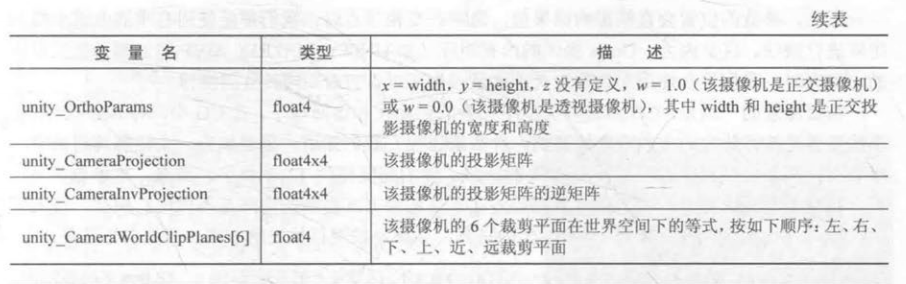 续表
变 量 名 类型 描 述
unity_OrthoParams float4 x = width，y = height，z 没有定义，w = 1.0（该摄像机是正交摄像机）
或 w = 0.0（该摄像机是透视摄像机），其中 width 和 height 是正交投
影摄像机的宽度和高度
unity_CameraProjection float4x4 该摄像机的投影矩阵
unity_CameraInvProjection float4x4 该摄像机的投影矩阵的逆矩阵
unity_CameraWorldClipPlanes[6] float4 该摄像机的 6 个裁剪平面在世界空间下的等式，按如下顺序：左、右、
下、上、近、远裁剪平面